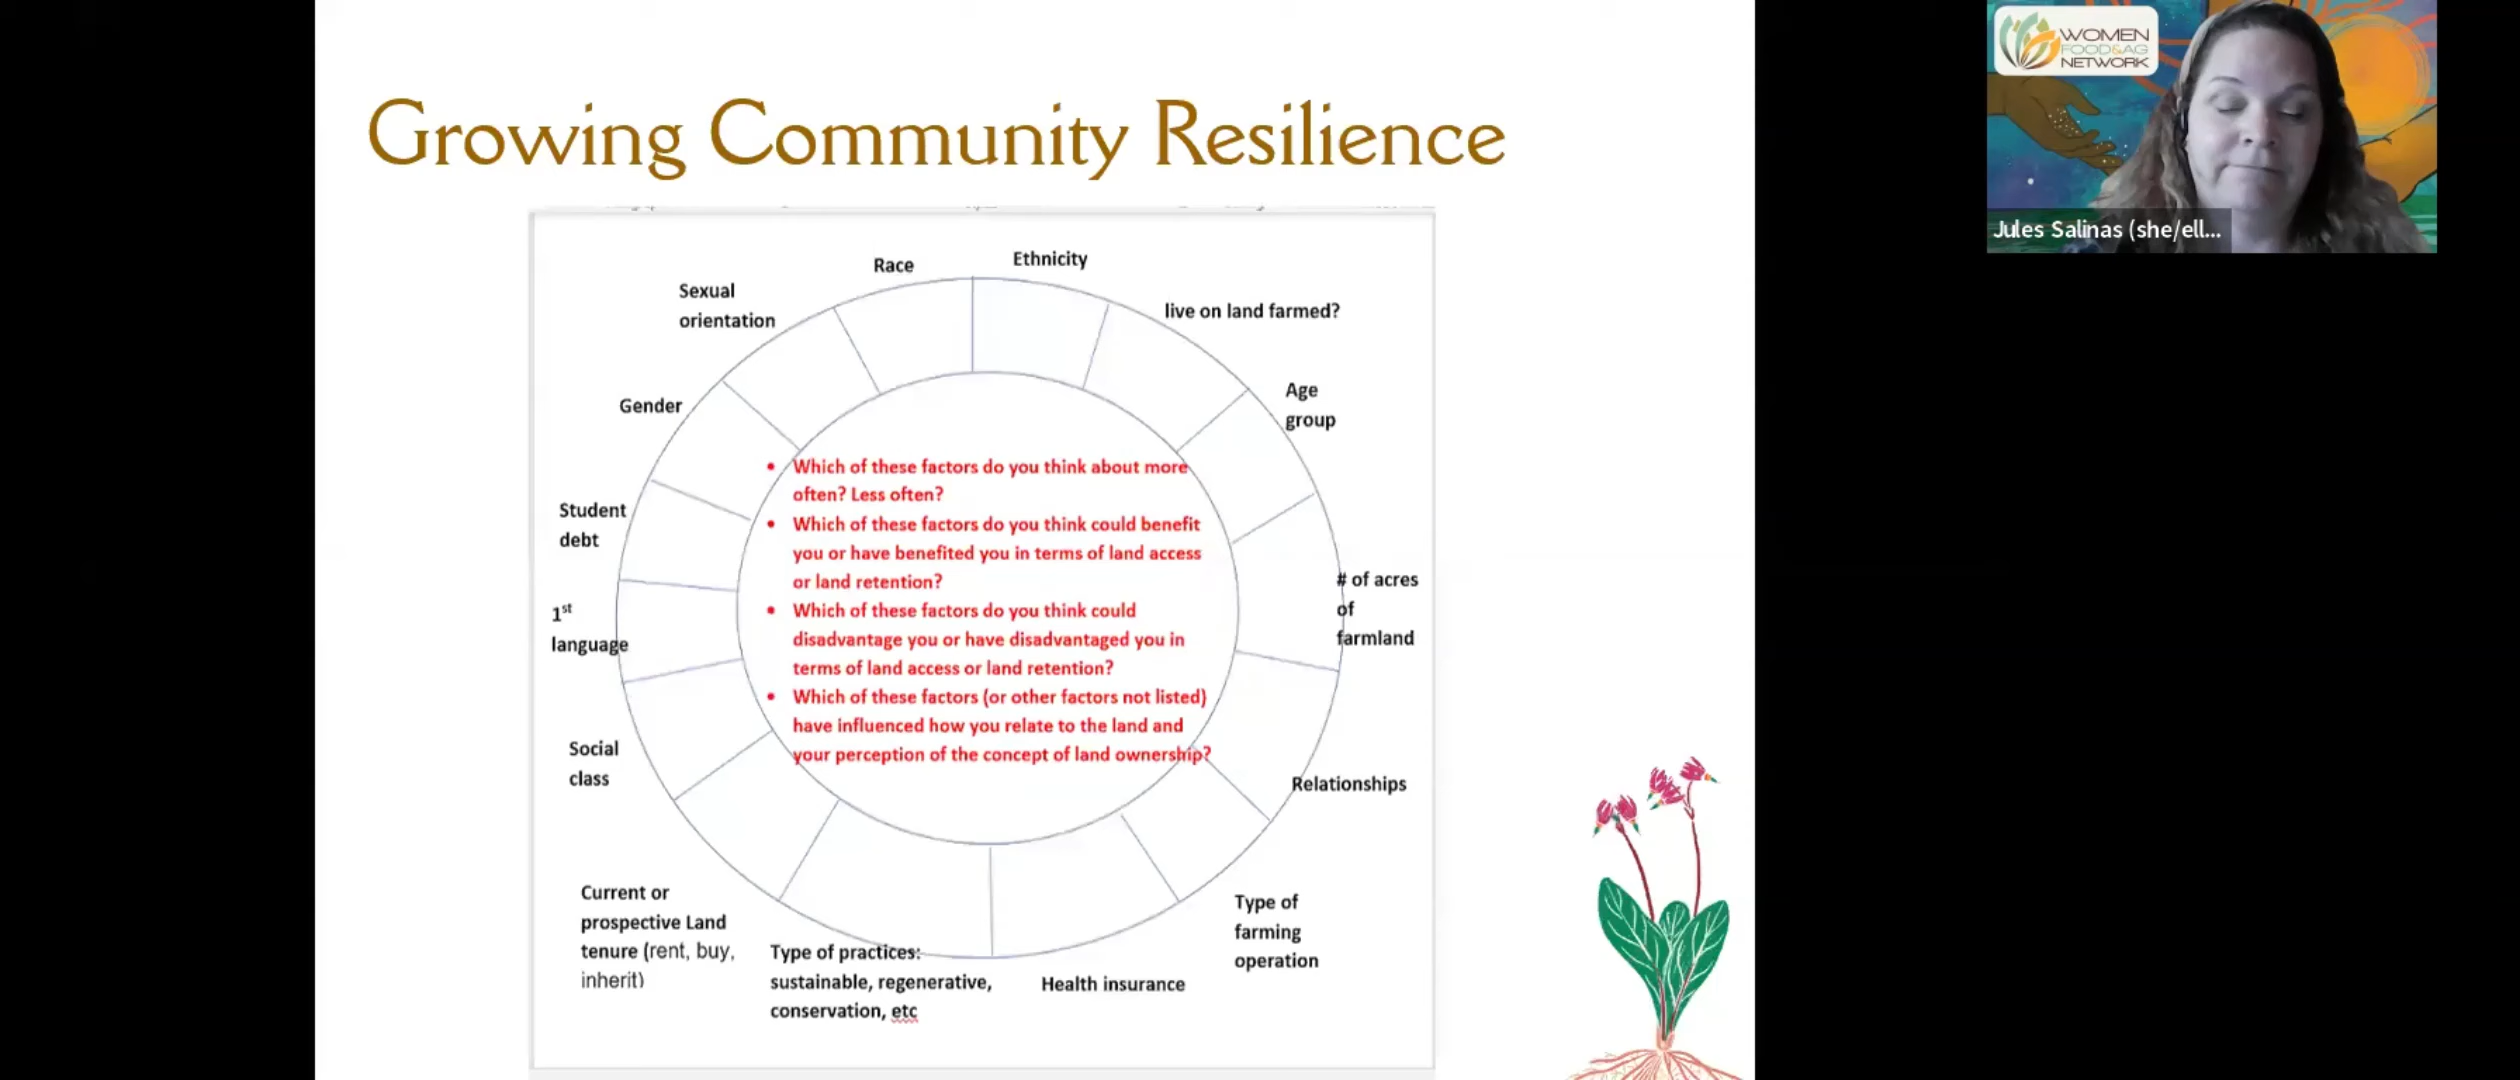 Growing Community Resilience
Race
Ethnicity
Sexual
orientation
live on land farmed?
Gender
Age
group
Student
debt
# of acres
of
farmland
1st
language
Social
class
Relationships
Current or
prospective Land
tenure (rent, buy,
inherit)
Type of practices:
sustainable, regenerative,
conservation, etc
Health insurance
Type of
farming
operation
• Which of these factors do you think about more
often? Less often?
• Which of these factors do you think could benefit
you or have benefited you in terms of land access
or land retention?
• Which of these factors do you think could
disadvantage you or have disadvantaged you in
terms of land access or land retention?
• Which of these factors (or other factors not listed)
have influenced how you relate to the land and
your perception of the concept of land ownership?
WOMEN
FOOD&AG
NETWORK
Jules Salinas (she/ell...